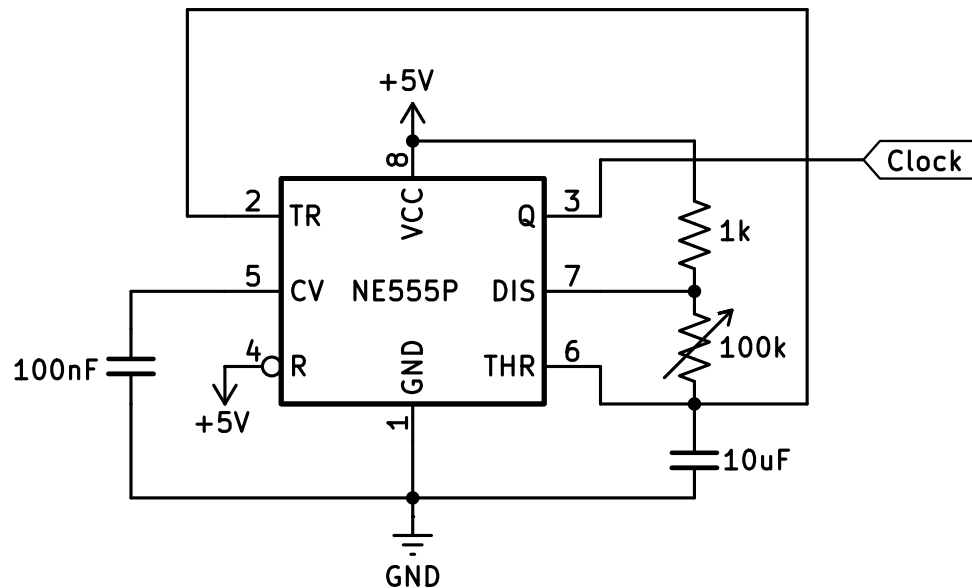 +5V
8
Clock
2
TR
VCC
Q
3
1k
5
CV
NE555P
DIS
7
100nF
4
R
GND
THR
6
100k
+5V
1
10uF
GND